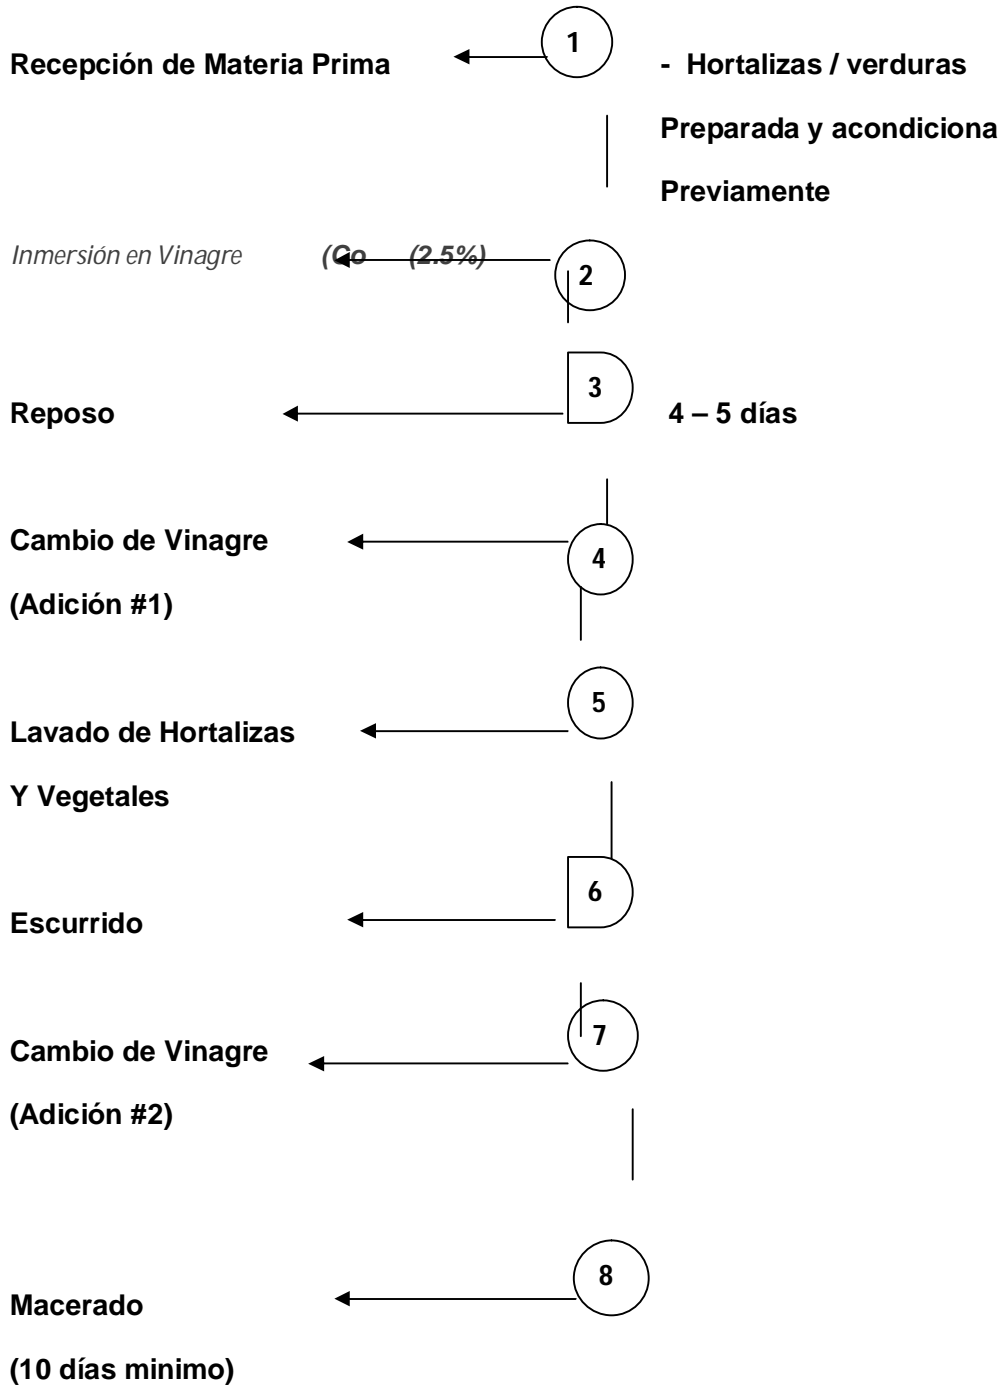 1
Recepción de Materia Prima - Hortalizas / verduras
Preparada y acondiciona
Previamente
Inmersión en Vinagre (Co (2.5%)
2
3
Reposo 4 – 5 días
Cambio de Vinagre
4
(Adición #1)
5
Lavado de Hortalizas
Y Vegetales
6
Escurrido
7
Cambio de Vinagre
(Adición #2)
8
Macerado
(10 días minimo)